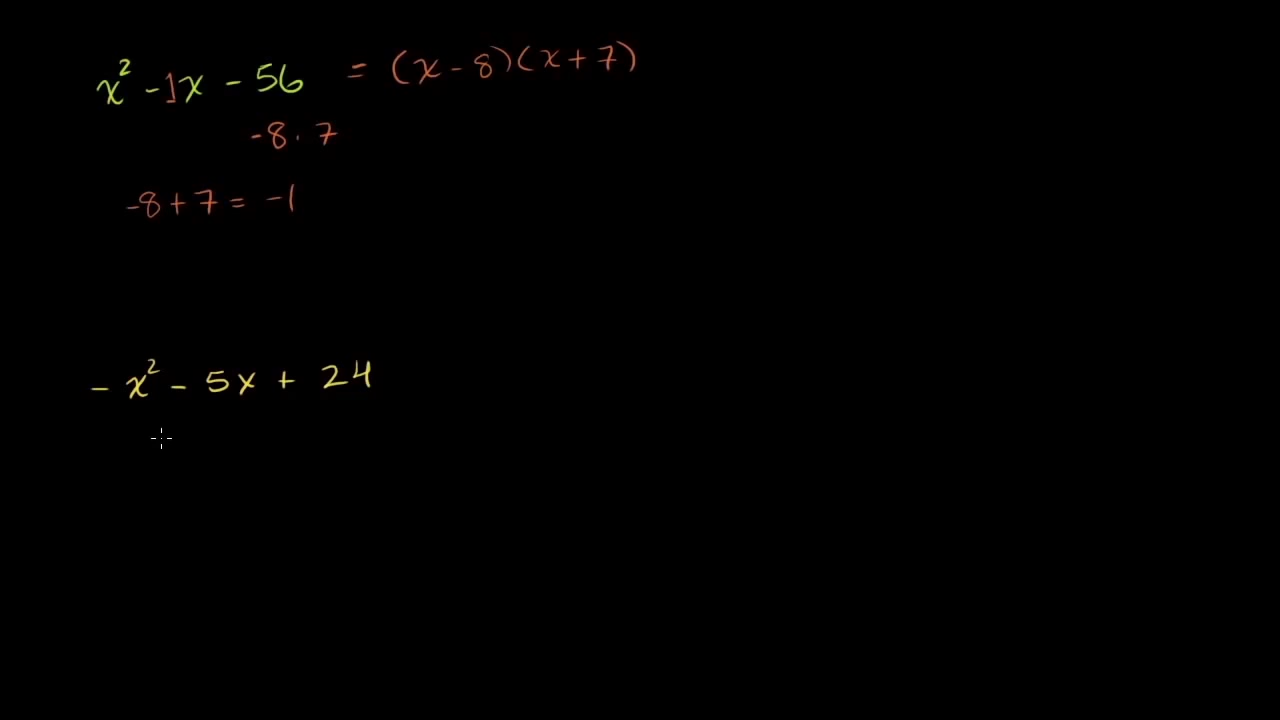 x² - 1x - 56 = (x - 8)(x + 7)
-8 · 7
-8 + 7 = -1
- x² - 5x + 24